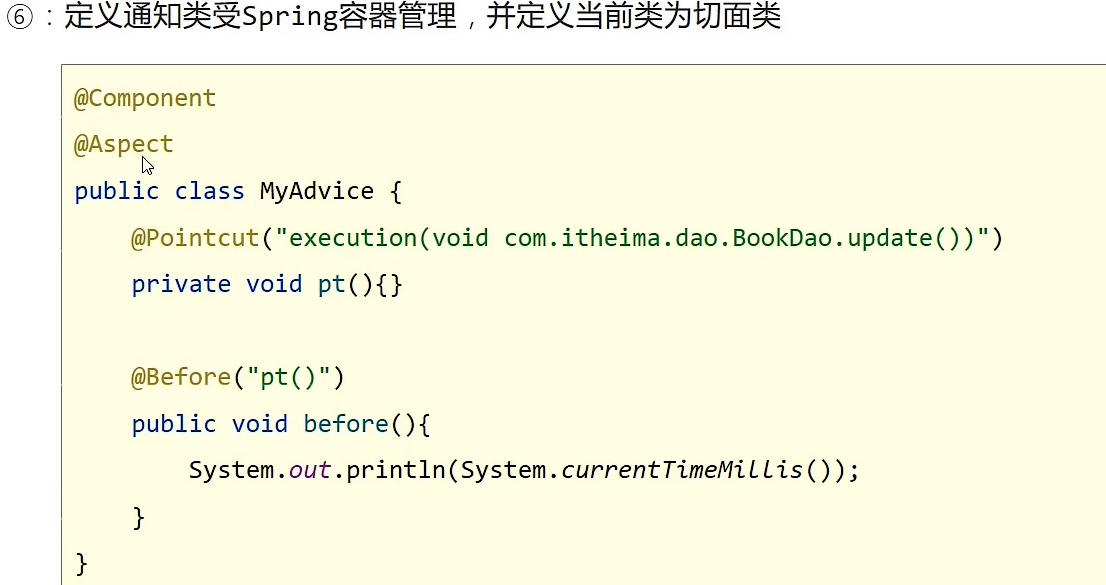 ⑥：定义通知类受Spring容器管理，并定义当前类为切面类
@Component
@Aspect
public class MyAdvice {
    @Pointcut("execution(void com.itheima.dao.BookDao.update())")
    private void pt(){}
    @Before("pt()")
    public void before(){
        System.out.println(System.currentTimeMillis());
    }
}